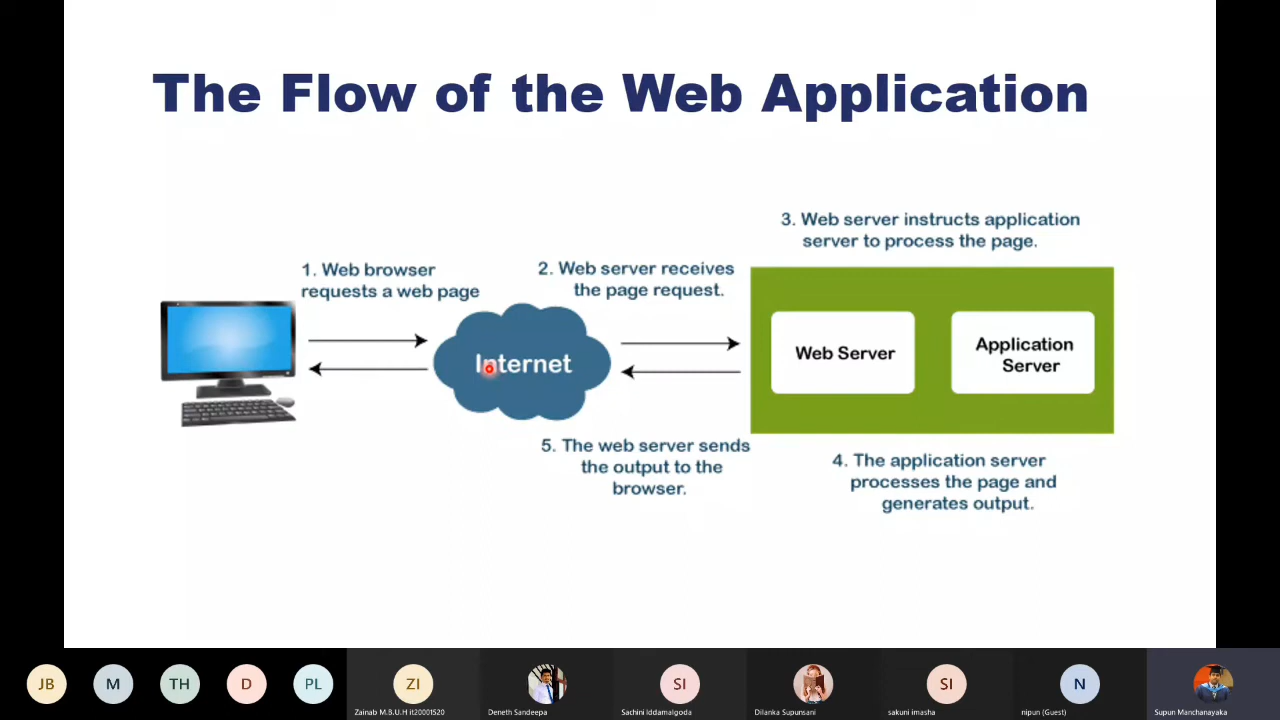 The Flow of the Web Application
3. Web server instructs application
server to process the page.
1. Web browser
requests a web page
2. Web server receives
the page request.
Internet
Web Server
Application
Server
5. The web server sends
the output to the
browser.
4. The application server
processes the page and
generates output.
JB
M
TH
D
PL
ZI
SI
SI
N
Zainab M.B.U.H it20001520
Deneth Sandeepa
Sachini Iddamalgoda
Dilanka Supunsani
sakuni imasha
nipun (Guest)
Supun Manchanayaka